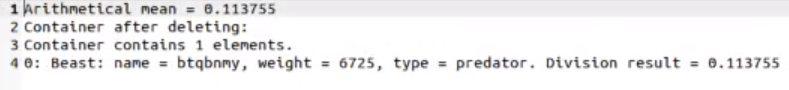 1 Arithmetical mean = 0.113755
2 Container after deleting:
3 Container contains 1 elements.
4 0: Beast: name = btqbnmy, weight = 6725, type = predator. Division result = 0.113755